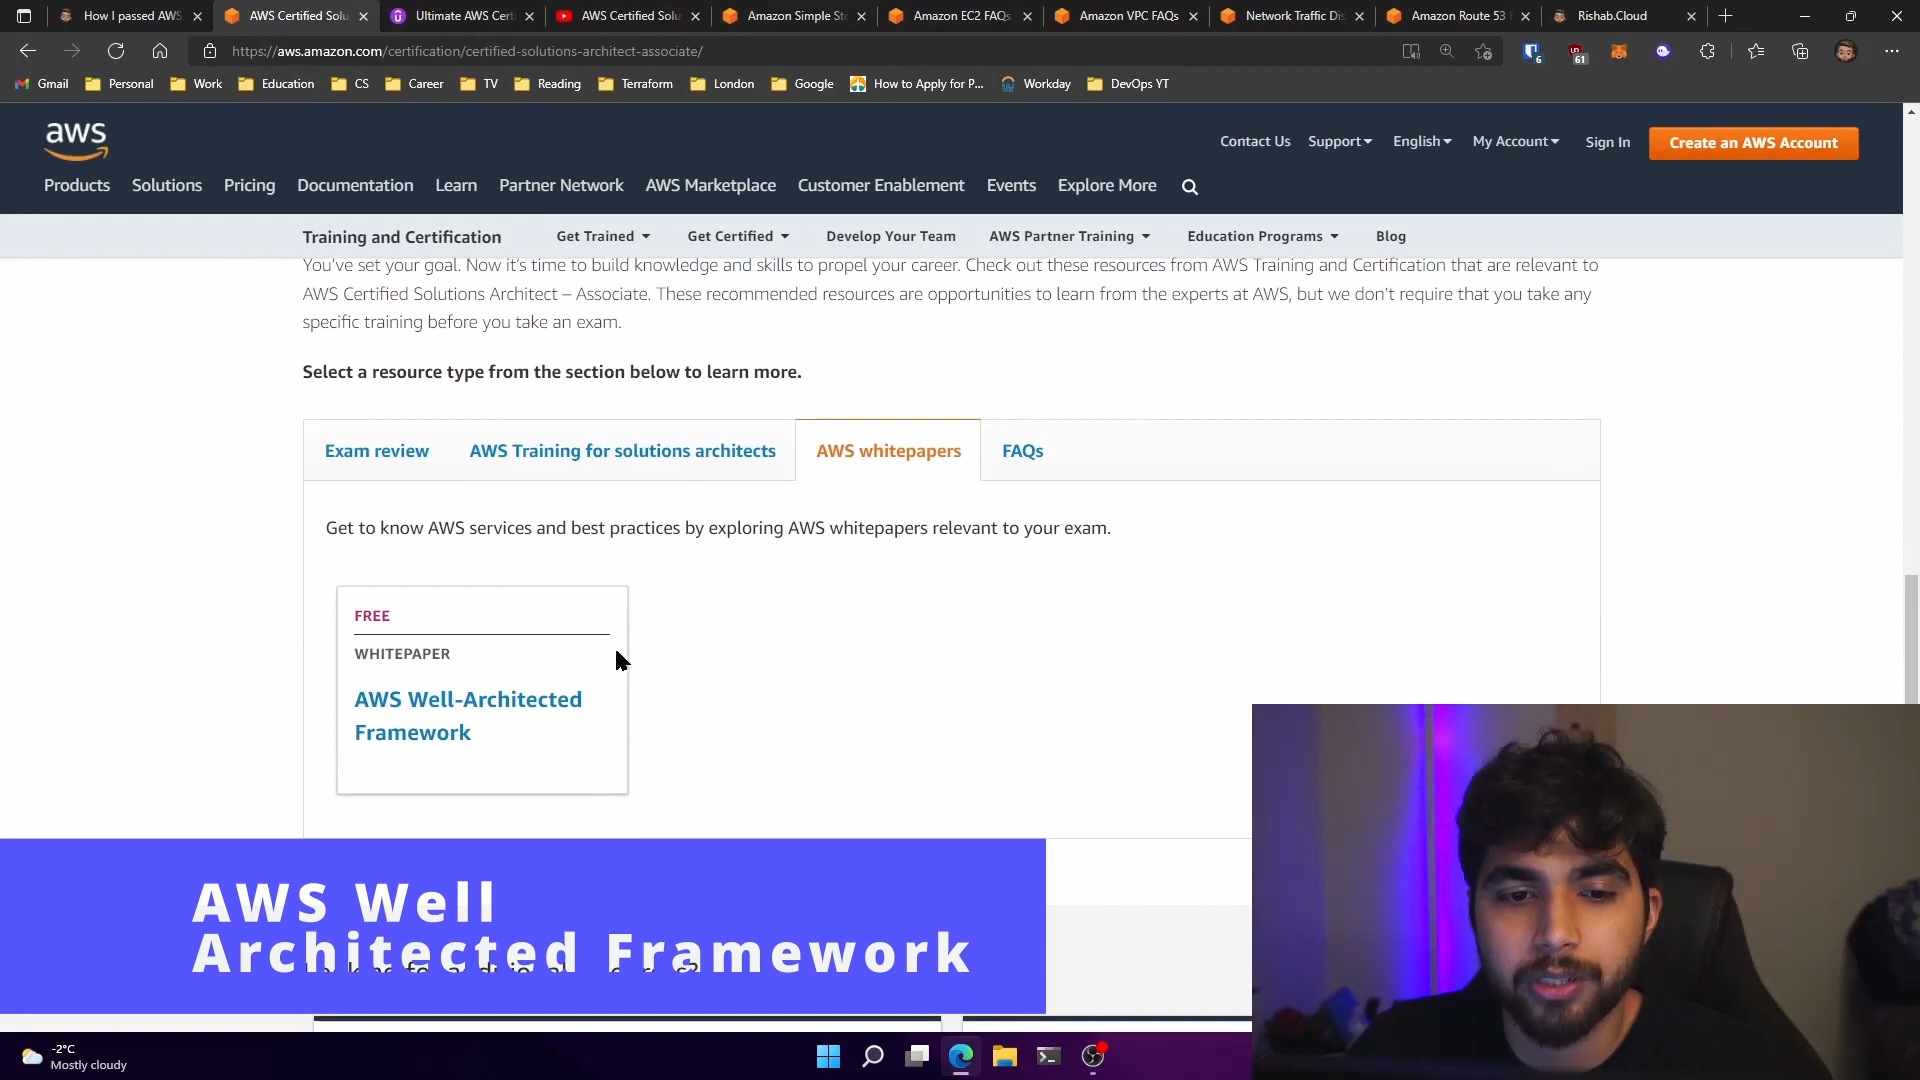 How I passed AWS
AWS Certified Solu
Ultimate AWS Cert
AWS Certified Solu
Amazon Simple St
Amazon EC2 FAQs
Amazon VPC FAQs
Network Traffic Dis
Amazon Route 53
Rishab.Cloud
https://aws.amazon.com/certification/certified-solutions-architect-associate/
6
61
Gmail
Personal
Work
Education
CS
Career
TV
Reading
Terraform
London
Google
How to Apply for P...
Workday
DevOps YT
aws
Contact Us
Support
English
My Account
Sign In
Create an AWS Account
Products
Solutions
Pricing
Documentation
Learn
Partner Network
AWS Marketplace
Customer Enablement
Events
Explore More
Training and Certification
Get Trained
Get Certified
Develop Your Team
AWS Partner Training
Education Programs
Blog
You've set your goal. Now it's time to build knowledge and skills to propel your career. Check out these resources from AWS Training and Certification that are relevant to
AWS Certified Solutions Architect – Associate. These recommended resources are opportunities to learn from the experts at AWS, but we don't require that you take any
specific training before you take an exam.
Select a resource type from the section below to learn more.
Exam review
AWS Training for solutions architects
AWS whitepapers
FAQs
Get to know AWS services and best practices by exploring AWS whitepapers relevant to your exam.
FREE
WHITEPAPER
AWS Well-Architected
Framework
AWS Well
Architected Framework
-2°C
Mostly cloudy